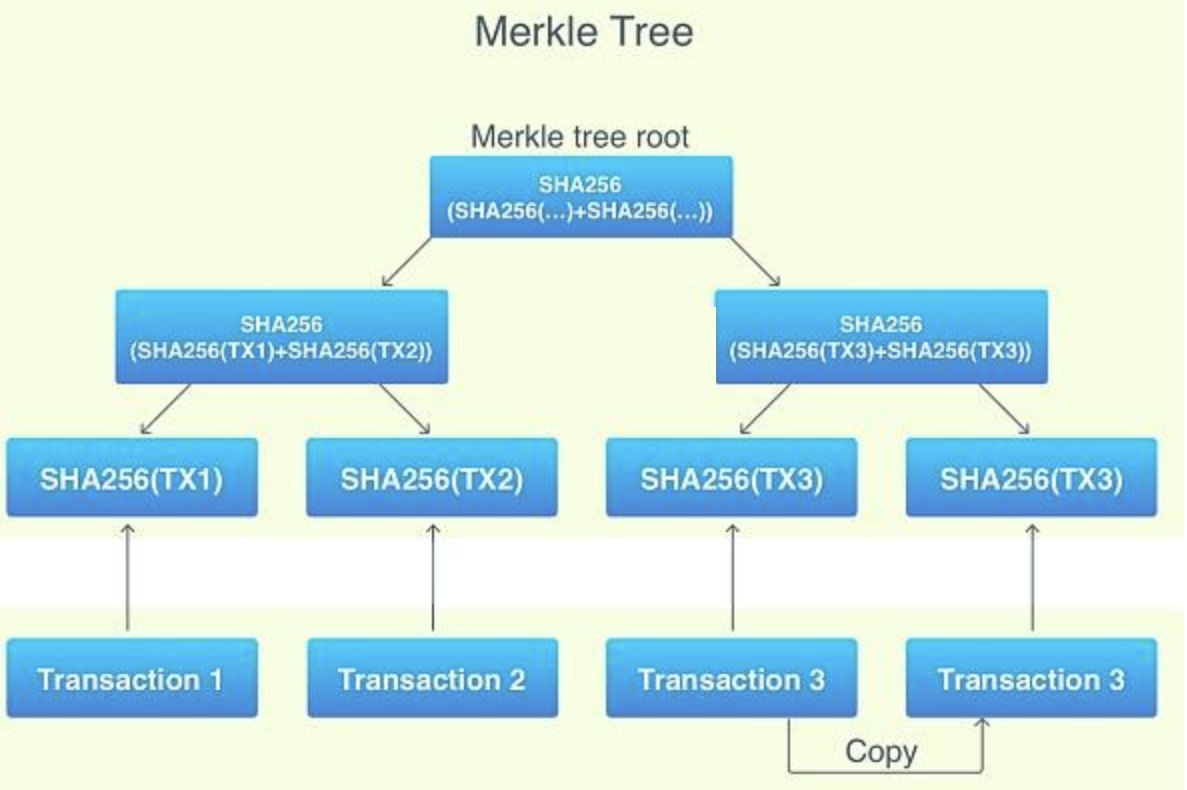 Merkle Tree
Merkle tree root
SHA256
(SHA256(...)+SHA256(...))
SHA256
(SHA256(TX1)+SHA256(TX2))
SHA256
(SHA256(TX3)+SHA256(TX3))
SHA256(TX1)
SHA256(TX2)
SHA256(TX3)
SHA256(TX3)
Transaction 1
Transaction 2
Transaction 3
Transaction 3
Copy